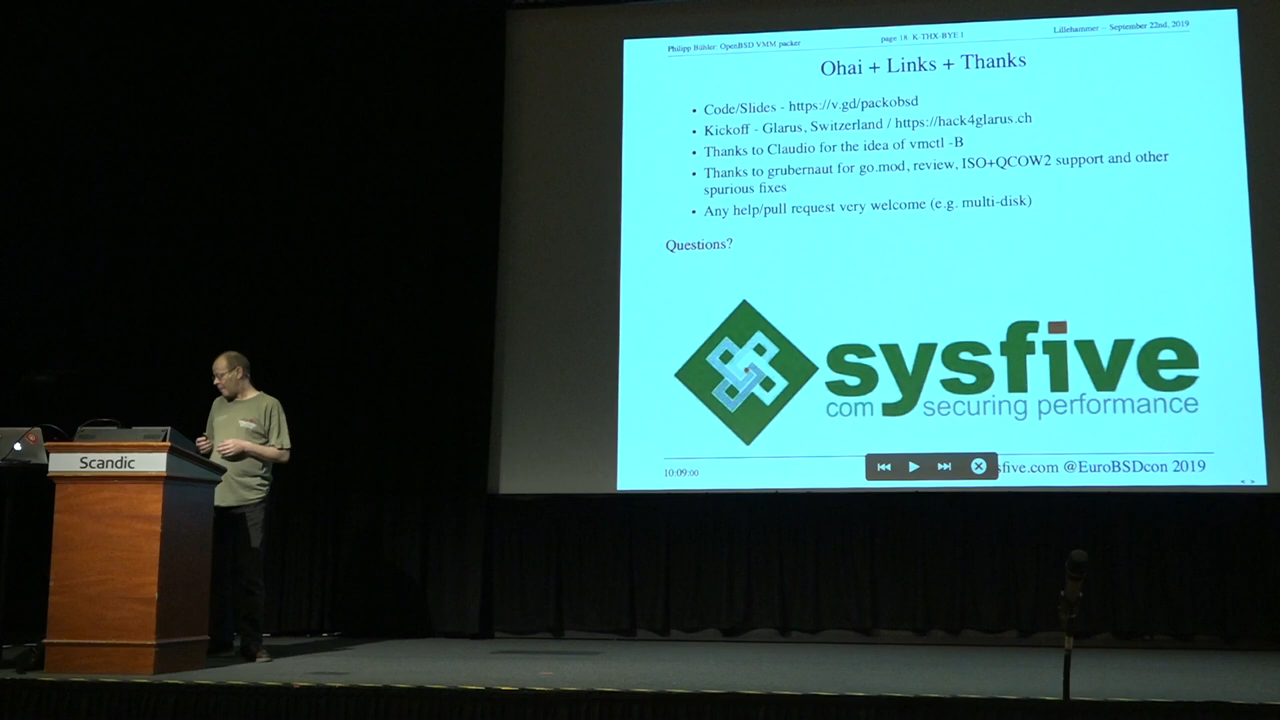 Philipp Bühler: OpenBSD VMM packer
page 18. K-THX-BYE !
Lillehammer – September 22nd, 2019
Ohai + Links + Thanks
• Code/Slides - https://v.gd/packobsd
• Kickoff - Glarus, Switzerland / https://hack4glarus.ch
• Thanks to Claudio for the idea of vmctl -B
• Thanks to grubernaut for go.mod, review, ISO+QCOW2 support and other
spurious fixes
• Any help/pull request very welcome (e.g. multi-disk)
Questions?
sysfive
com securing performance
10:09:00
sfive.com @EuroBSDcon 2019
Scandic